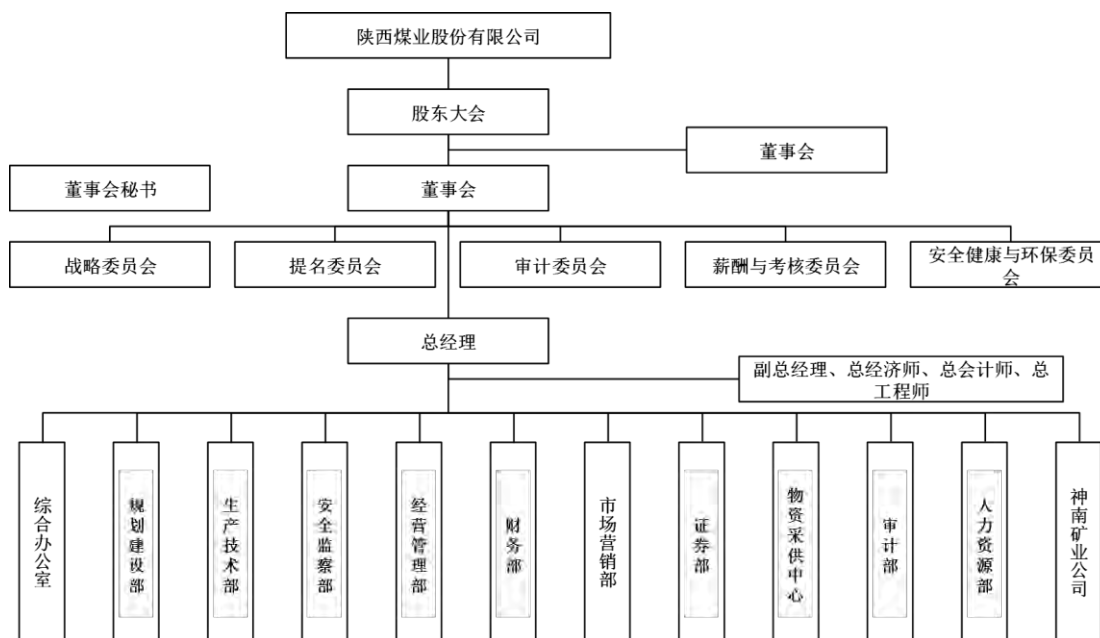 陕西煤业股份有限公司
股东大会
董事会
董事会秘书
董事会
战略委员会
提名委员会
审计委员会
薪酬与考核委员会
安全健康与环保委员
会
总经理
副总经理、总经济师、总会计师、总
工程师
综合办公室
规划建设部
生产技术部
安全监察部
经营管理部
财务部
市场营销部
证券部
物资采供中心
审计部
人力资源部
神南矿业公司